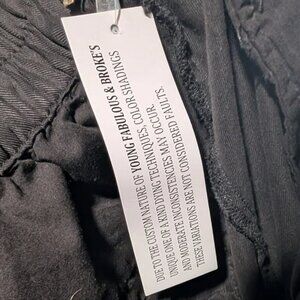 DUE TO THE CUSTOM NATURE OF YOUNG FABULOUS & BROKE'S
UNIQUE ONE OF A KIND DYING TECHNIQUES, COLOR SHADINGS
AND MODERATE INCONSISTENCIES MAY OCCUR.
THESE VARIATIONS ARE NOT CONSIDERED FAULTS.